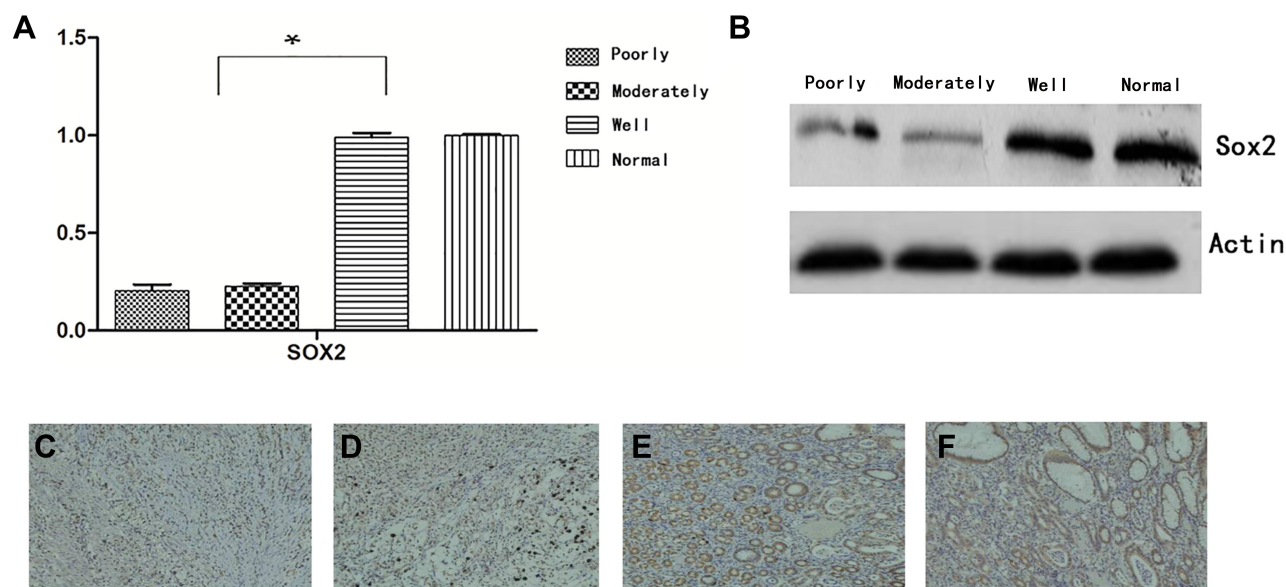 A
1.5
*
1.0
0.5
0.0
SOX2
Poorly
Moderately
Well
Normal
B
Poorly Moderately Well Normal
Sox2
Actin
C D E F